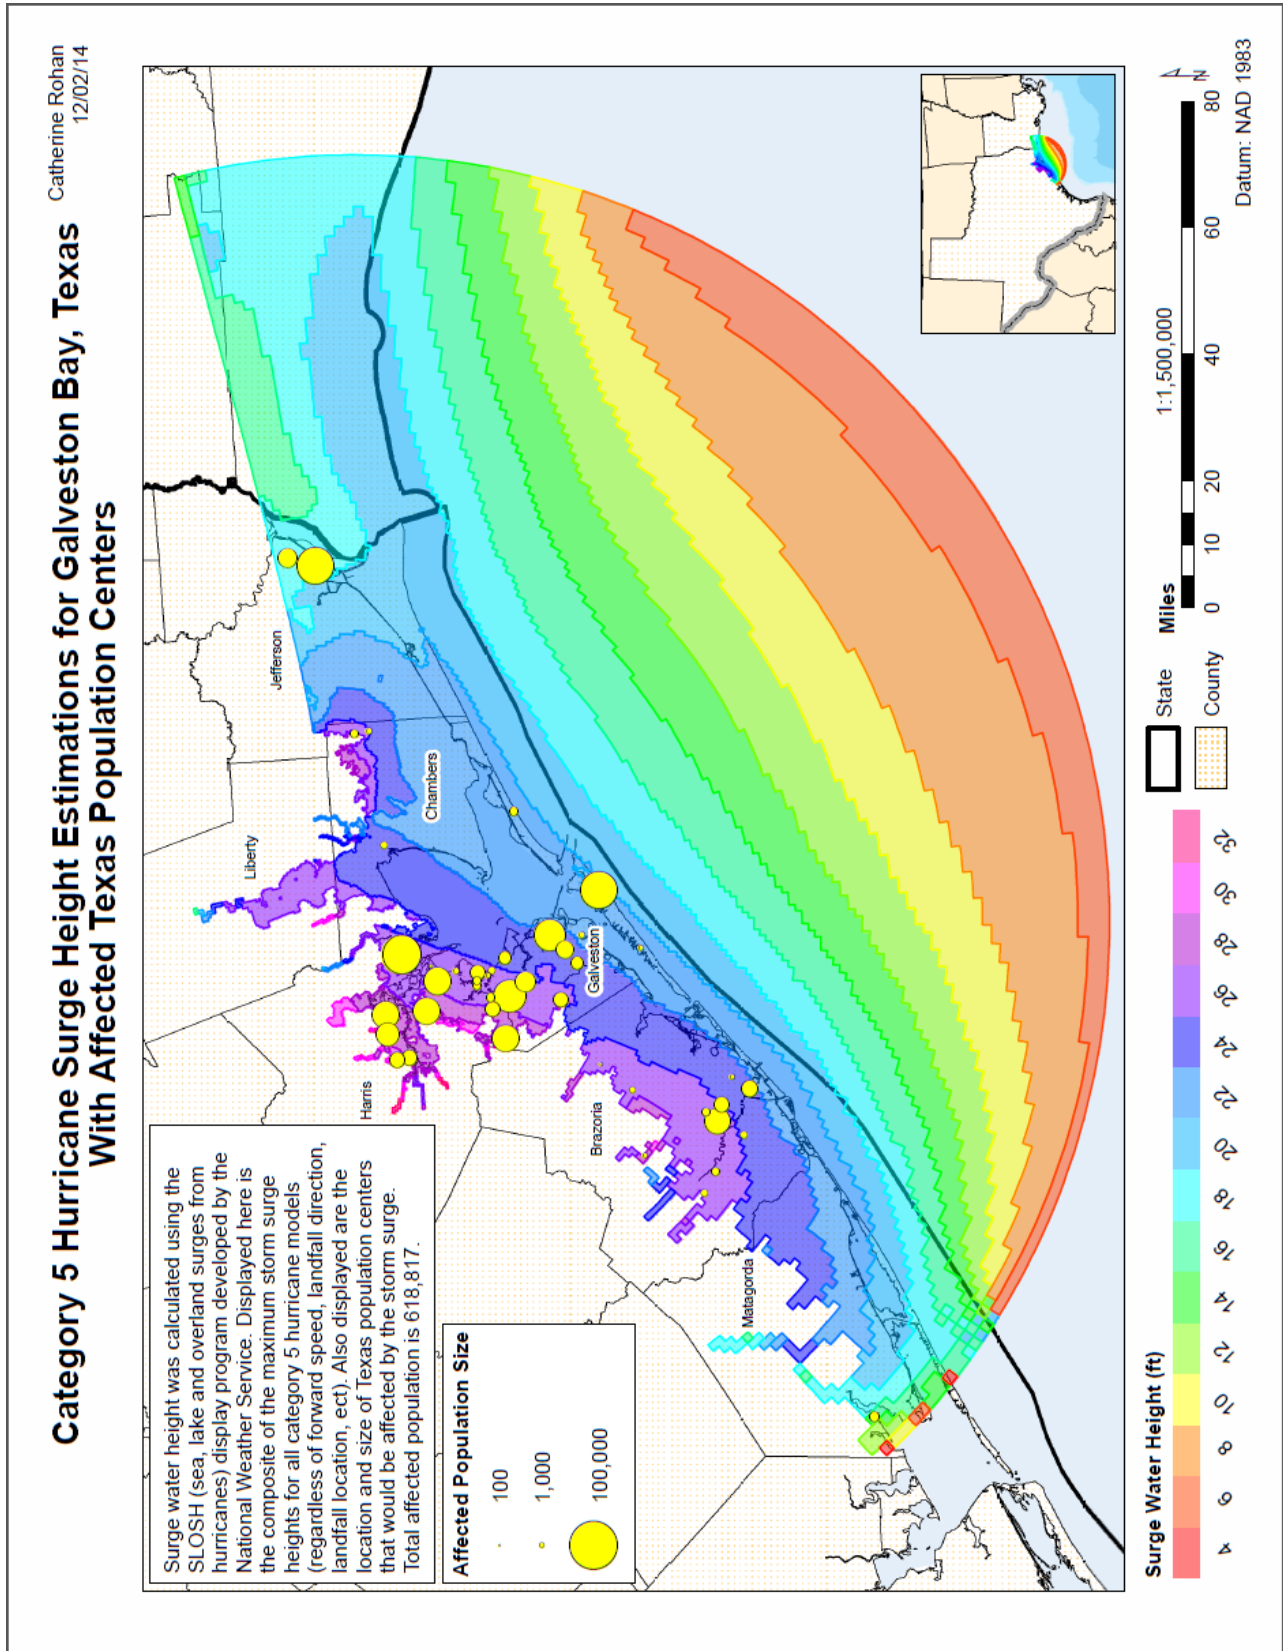 Category 5 Hurricane Surge Height Estimations for Galveston Bay, Texas
With Affected Texas Population Centers
Catherine Rohan
12/02/14
Surge water height was calculated using the
SLOSH (sea, lake and overland surges from
hurricanes) display program developed by the
National Weather Service. Displayed here is
the composite of the maximum storm surge
heights for all category 5 hurricane models
(regardless of forward speed, landfall direction,
landfall location, ect). Also displayed are the
location and size of Texas population centers
that would be affected by the storm surge.
Total affected population is 618,817.
Affected Population Size
100
1,000
100,000
Harris
Liberty
Jefferson
Chambers
Galveston
Brazoria
Matagorda
Surge Water Height (ft)
4 6 8 10 12 14 16 18 20 22 24 26 28 30 32
State
County
Miles
1:1,500,000
0 10 20 40 60 80
N
Datum: NAD 1983